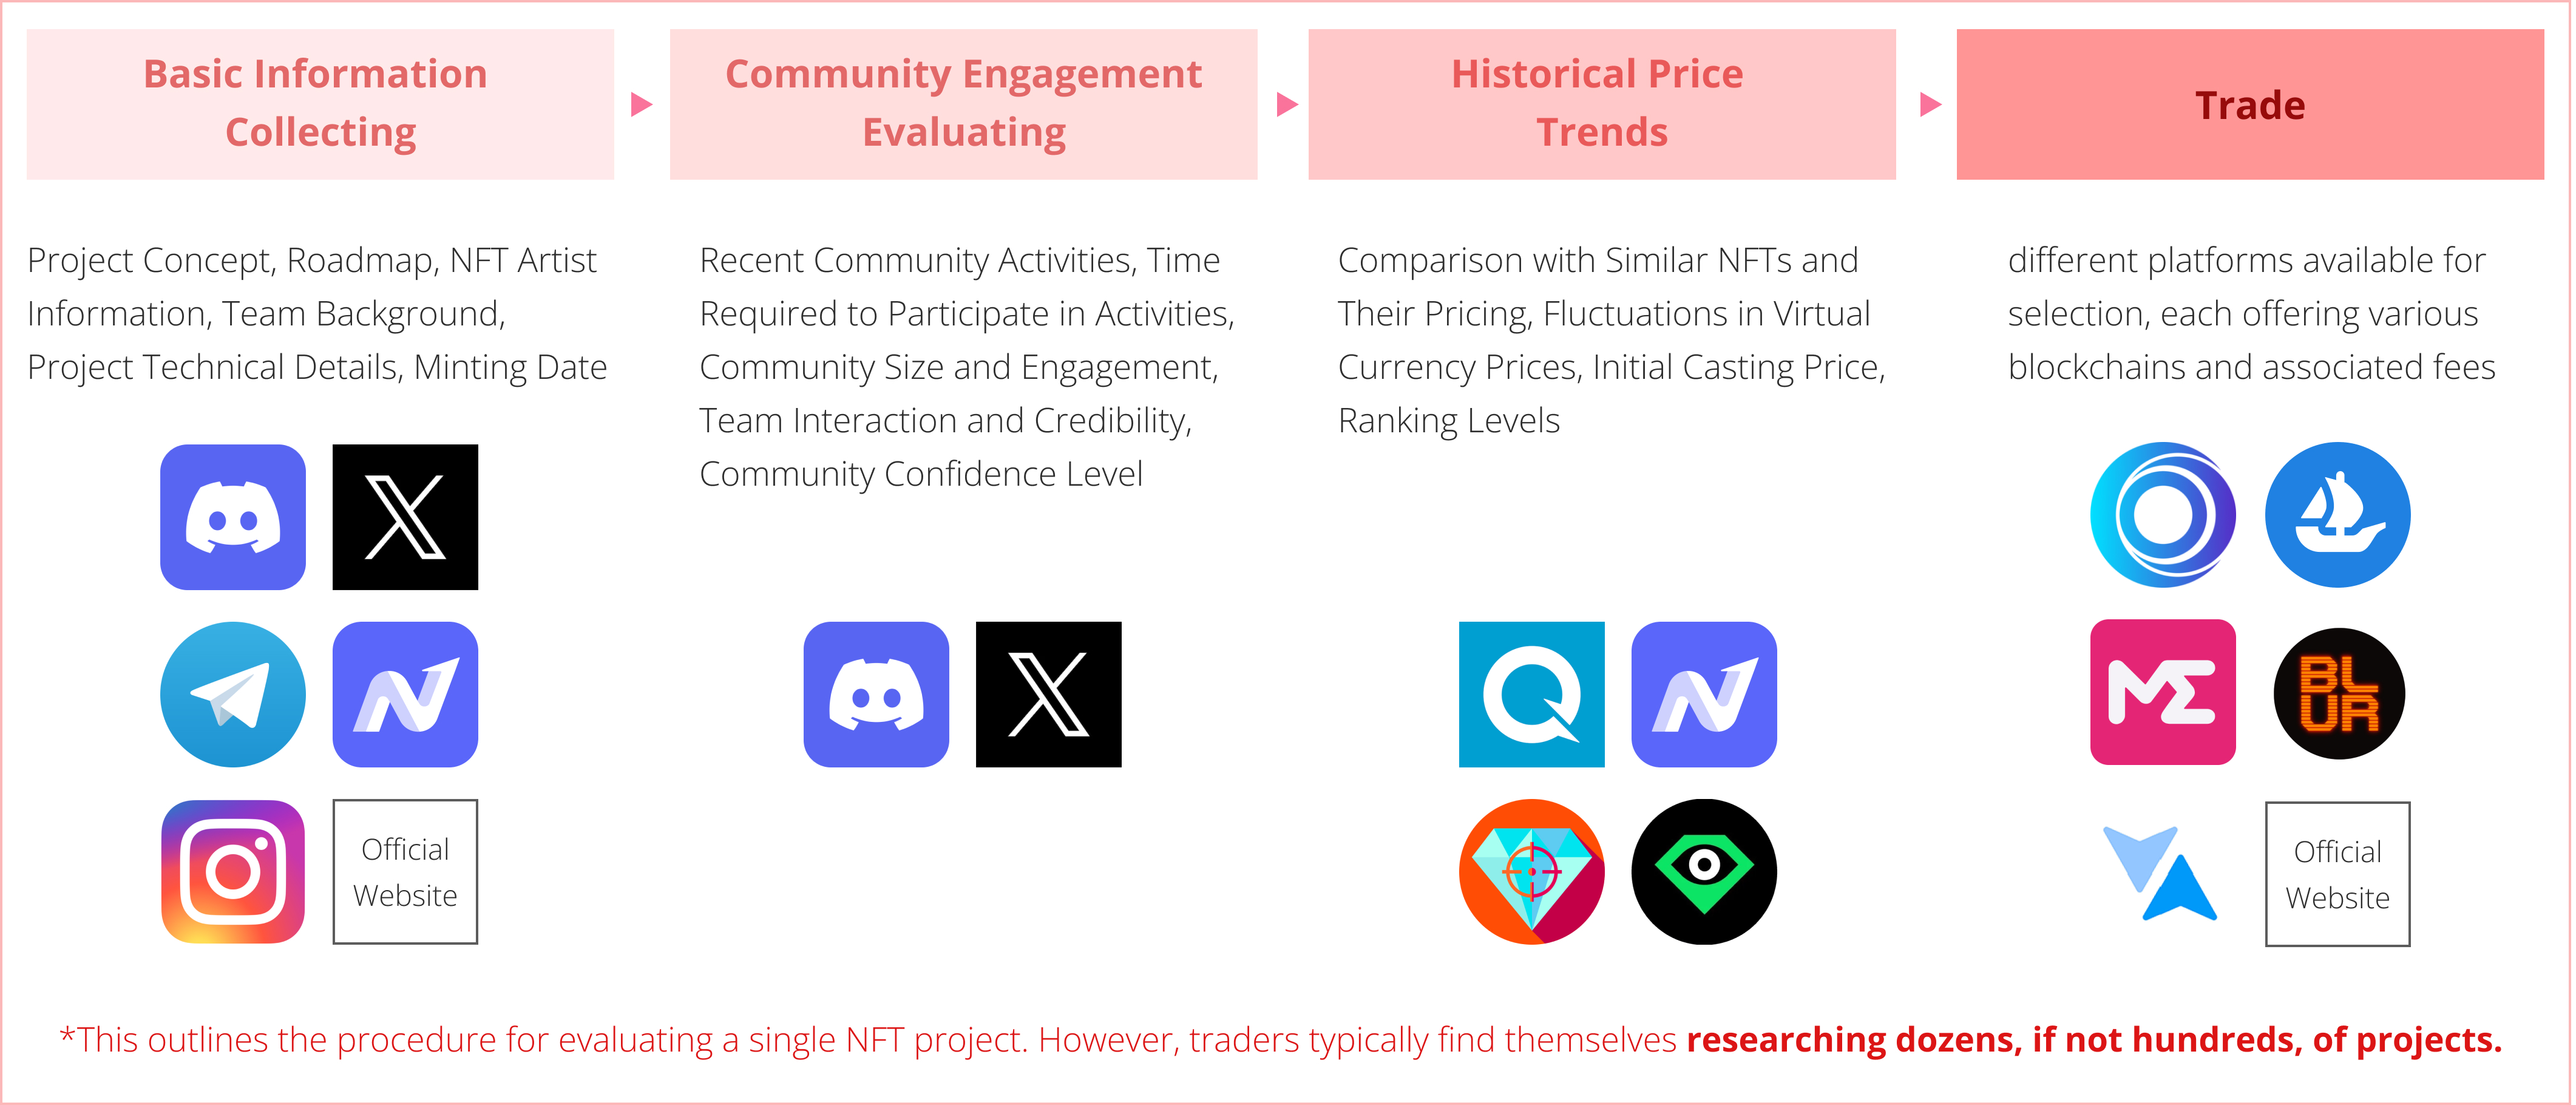 Basic Information
Collecting
Community Engagement
Evaluating
Historical Price
Trends
Trade
Project Concept, Roadmap, NFT Artist
Information, Team Background,
Project Technical Details, Minting Date
Official
Website
Recent Community Activities, Time
Required to Participate in Activities,
Community Size and Engagement,
Team Interaction and Credibility,
Community Confidence Level
Comparison with Similar NFTs and
Their Pricing, Fluctuations in Virtual
Currency Prices, Initial Casting Price,
Ranking Levels
different platforms available for
selection, each offering various
blockchains and associated fees
ME
BL
UR
Official
Website
*This outlines the procedure for evaluating a single NFT project. However, traders typically find themselves researching dozens, if not hundreds, of projects.